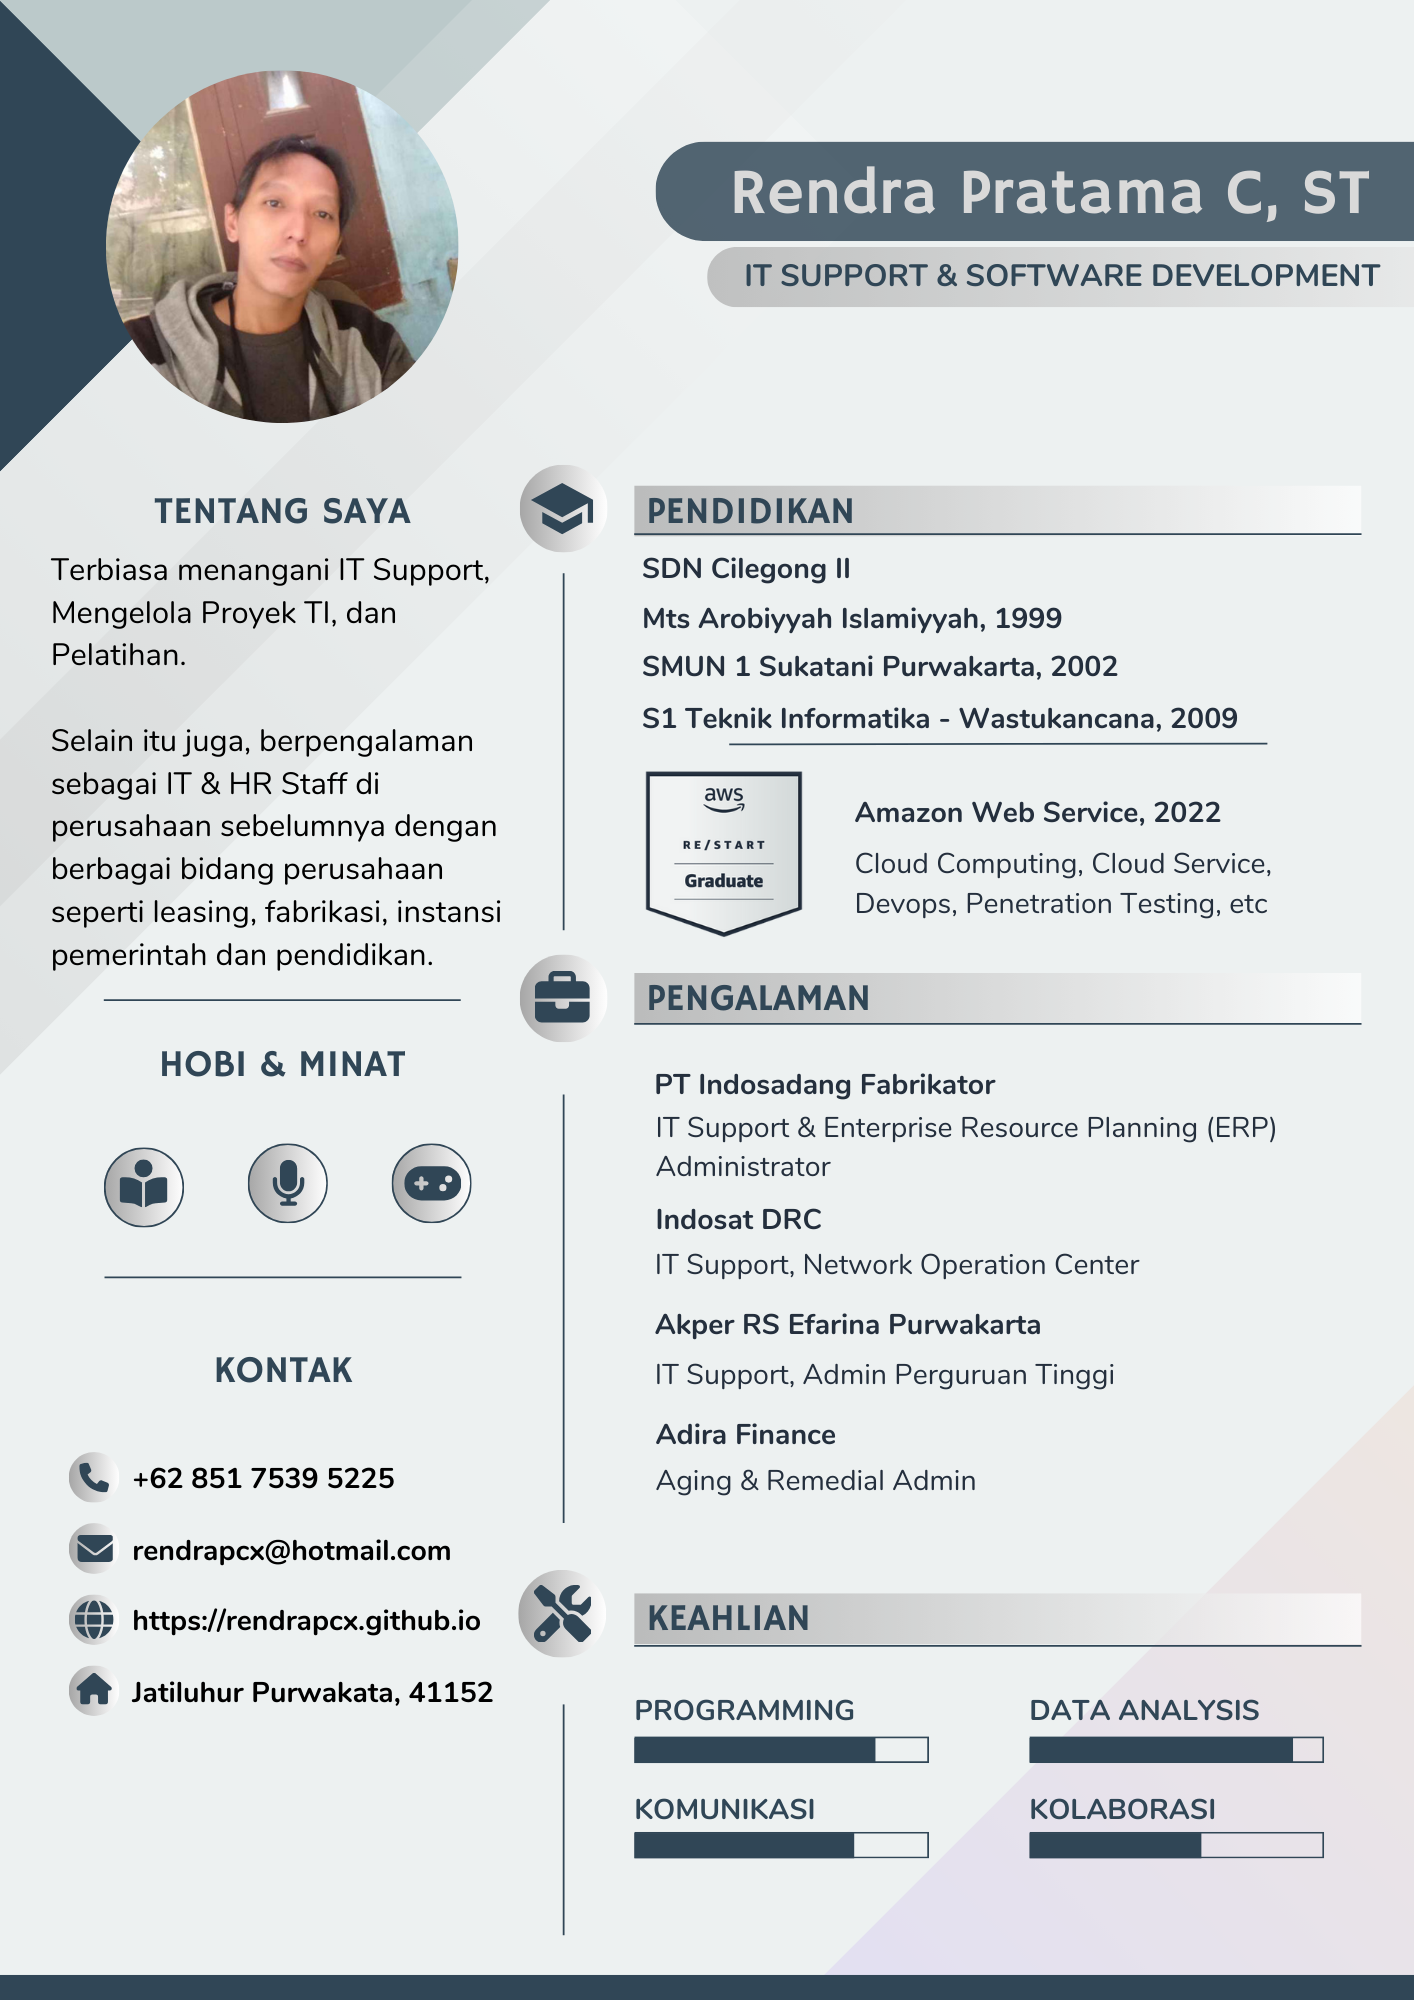 Rendra Pratama C, ST
IT SUPPORT & SOFTWARE DEVELOPMENT
TENTANG SAYA
Terbiasa menangani IT Support,
Mengelola Proyek TI, dan
Pelatihan.
Selain itu juga, berpengalaman
sebagai IT & HR Staff di
perusahaan sebelumnya dengan
berbagai bidang perusahaan
seperti leasing, fabrikasi, instansi
pemerintah dan pendidikan.
HOBI & MINAT
KONTAK
+62 851 7539 5225
rendrapcx@hotmail.com
https://rendrapcx.github.io
Jatiluhur Purwakata, 41152
PENDIDIKAN
SDN Cilegong II
Mts Arobiyyah Islamiyyah, 1999
SMUN 1 Sukatani Purwakarta, 2002
S1 Teknik Informatika - Wastukancana, 2009
aws
RE/START
Graduate
Amazon Web Service, 2022
Cloud Computing, Cloud Service,
Devops, Penetration Testing, etc
PENGALAMAN
PT Indosadang Fabrikator
IT Support & Enterprise Resource Planning (ERP)
Administrator
Indosat DRC
IT Support, Network Operation Center
Akper RS Efarina Purwakarta
IT Support, Admin Perguruan Tinggi
Adira Finance
Aging & Remedial Admin
KEAHLIAN
PROGRAMMING
DATA ANALYSIS
KOMUNIKASI
KOLABORASI